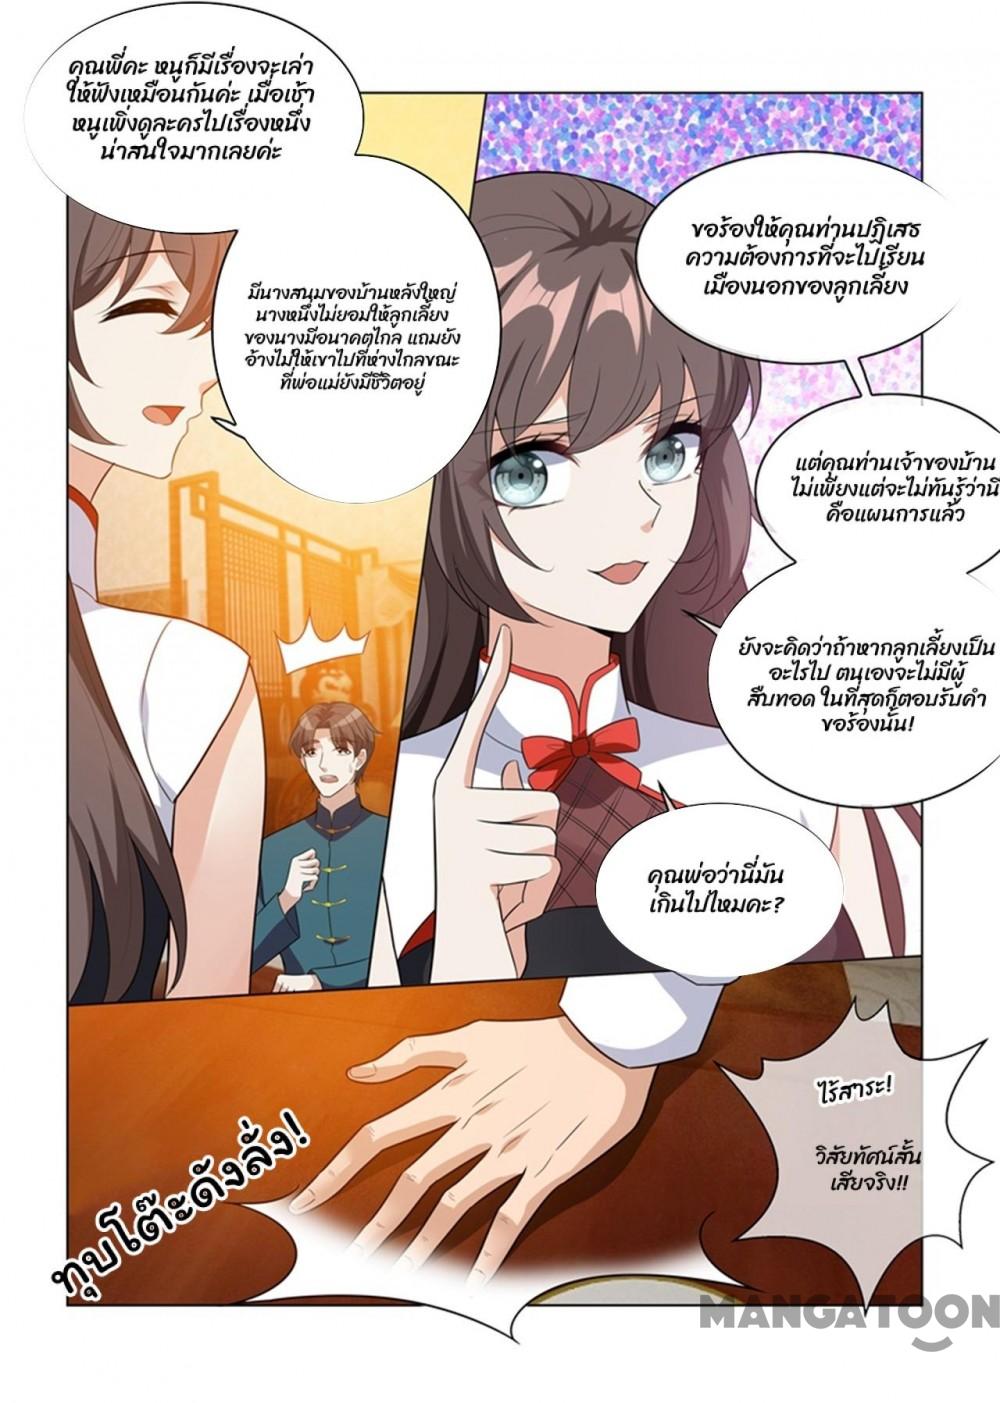 คุณพี่คะ หนูก็มีเรื่องจะเล่า
ให้ฟังเหมือนกันค่ะ เมื่อเช้า
หนูเพิ่งดูละครไปเรื่องหนึ่ง
น่าสนใจมากเลยค่ะ
มีนางสนมของบ้านหลังใหญ่
นางหนึ่งไม่ยอมให้ลูกเลี้ยง
ของนางมีอนาคตไกล แถมยัง
อ้างไม่ให้เขาไปที่ห่างไกลขณะ
ที่พ่อแม่ยังมีชีวิตอยู่
ขอร้องให้คุณท่านปฏิเสธ
ความต้องการที่จะไปเรียน
เมืองนอกของลูกเลี้ยง
แต่คุณท่านเจ้าของบ้าน
ไม่เพียงแต่จะไม่ทันรู้ว่านี่
คือแผนการแล้ว
ยังจะคิดว่าถ้าหากลูกเลี้ยงเป็น
อะไรไป ตนเองจะไม่มีผู้
สืบทอด ในที่สุดก็ตอบรับคำ
ขอร้องนั้น!
คุณพ่อว่านี่มัน
เกินไปไหมคะ?
ไร้สาระ!
วิสัยทัศน์สั้น
เสียจริง!!
ทุบโต๊ะดังลั่ง!
MANGATOON